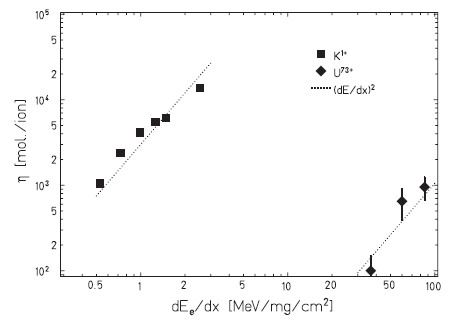 10⁵
5
2
10⁴
5
2
10³
5
2
10²
η [mol./ion]
K¹⁺
U⁷³⁺
(dE/dx)²
0.5 1 2 5 10 20 50 100
dEₑ/dx [MeV/mg/cm²]